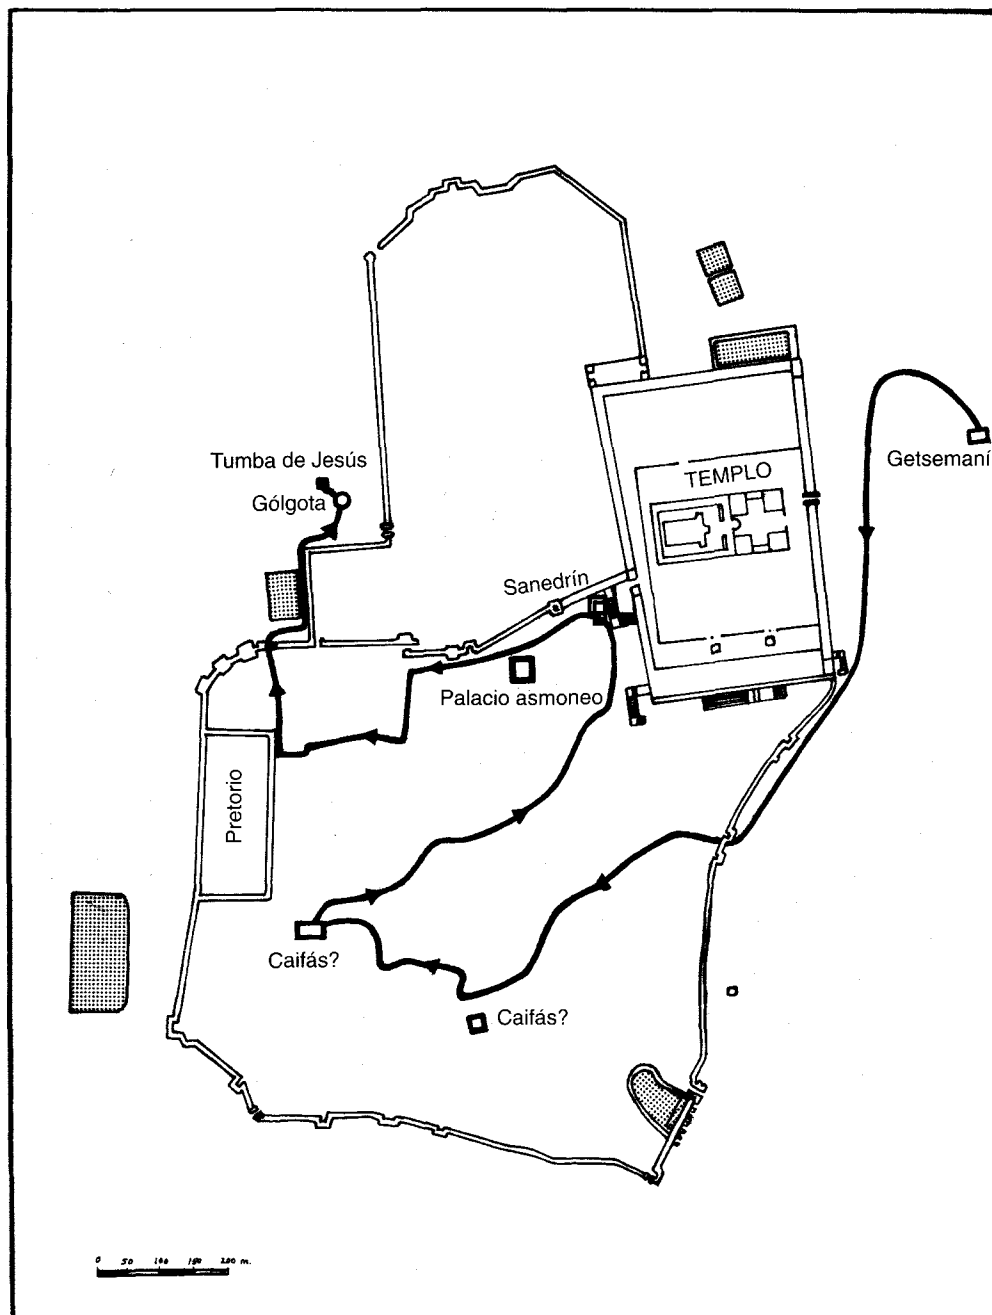 Tumba de Jesús
Gólgota
Getsemaní
TEMPLO
Sanedrín
Palacio asmoneo
Pretorio
Caifás?
Caifás?
0 50 100 150 200 m.